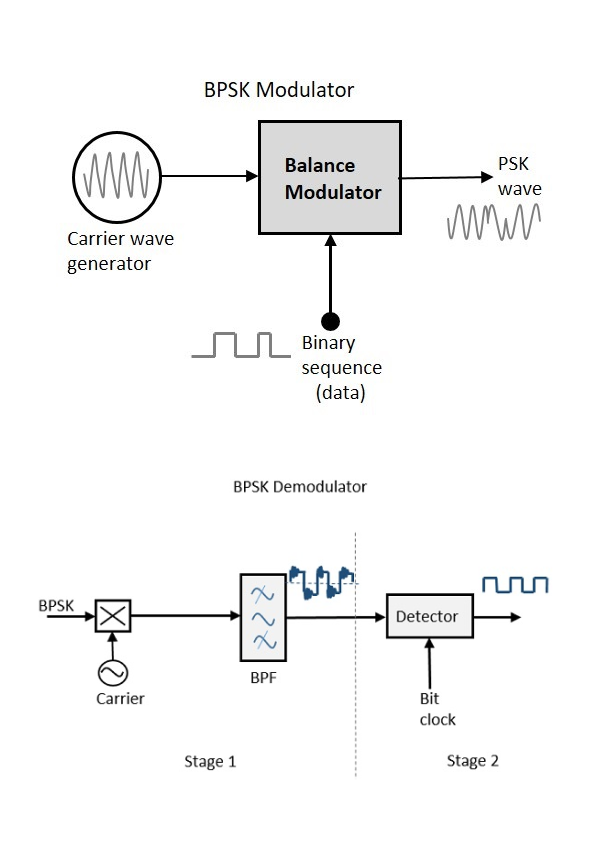 BPSK Modulator
Balance
Modulator
PSK
wave
Carrier wave
generator
Binary
sequence
(data)
BPSK Demodulator
BPSK
Carrier
BPF
Detector
Bit
clock
Stage 1
Stage 2